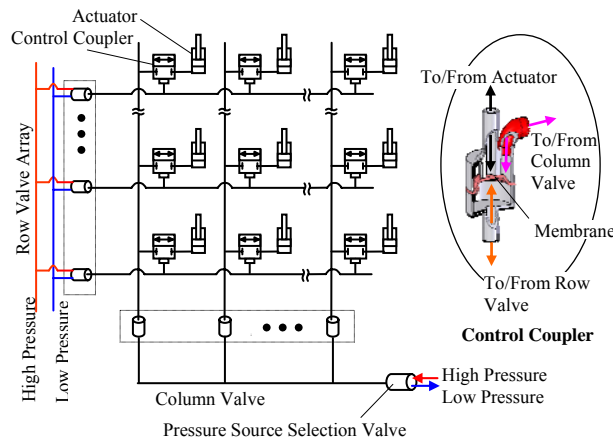 Actuator
Control Coupler
Row Valve Array
High Pressure
Low Pressure
Column Valve
Pressure Source Selection Valve
High Pressure
Low Pressure
To/From Actuator
To/From
Column
Valve
Membrane
To/From Row
Valve
Control Coupler